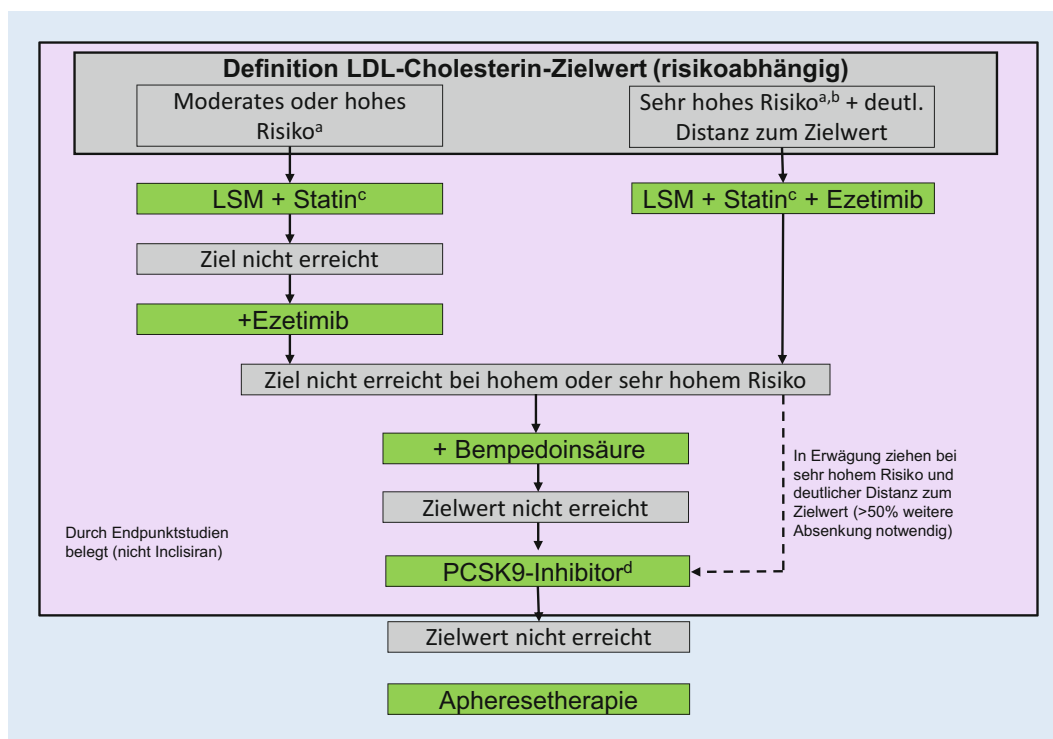 Definition LDL-Cholesterin-Zielwert (risikoabhängig)
Moderates oder hohes
Risikoᵃ
Sehr hohes Risikoᵃ,ᵇ + deutl.
Distanz zum Zielwert
LSM + Statinᶜ
LSM + Statinᶜ + Ezetimib
Ziel nicht erreicht
+Ezetimib
Ziel nicht erreicht bei hohem oder sehr hohem Risiko
+ Bempedoinsäure
In Erwägung ziehen bei
sehr hohem Risiko und
deutlicher Distanz zum
Zielwert (>50% weitere
Absenkung notwendig)
Zielwert nicht erreicht
Durch Endpunktstudien
belegt (nicht Inclisiran)
PCSK9-Inhibitorᵈ
Zielwert nicht erreicht
Apheresetherapie